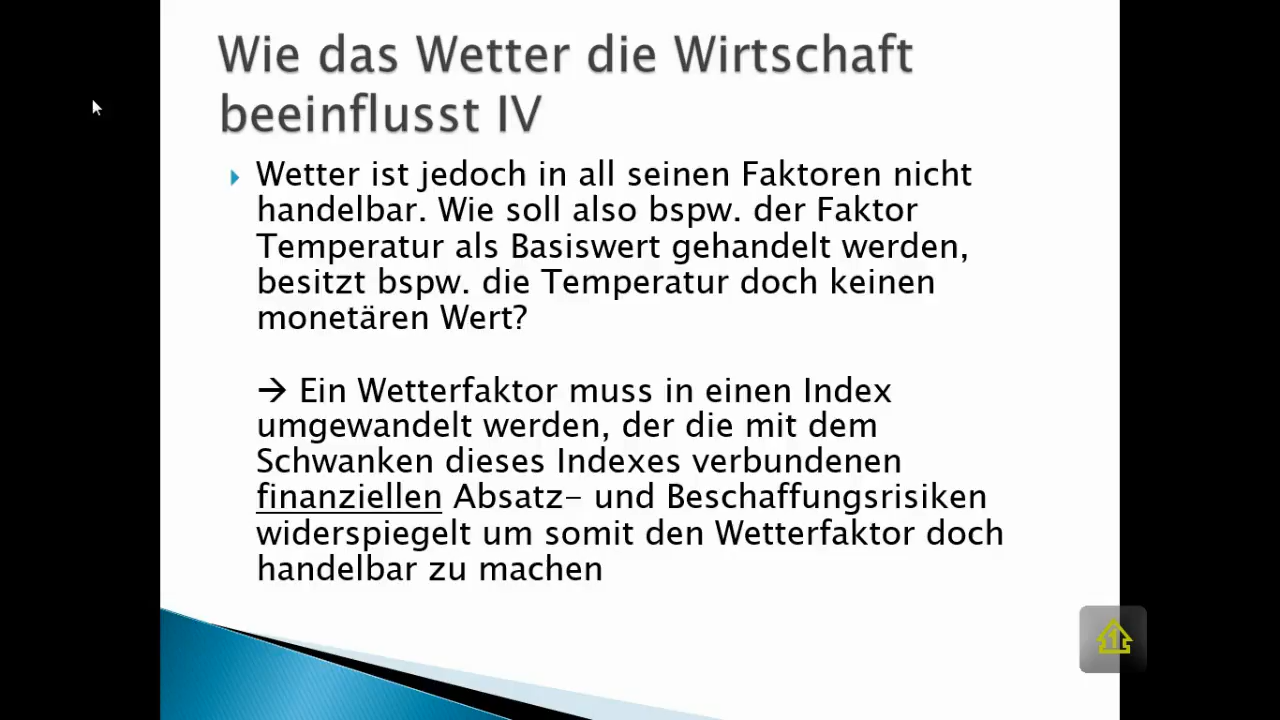 Wie das Wetter die Wirtschaft
beeinflusst IV
Wetter ist jedoch in all seinen Faktoren nicht
handelbar. Wie soll also bspw. der Faktor
Temperatur als Basiswert gehandelt werden,
besitzt bspw. die Temperatur doch keinen
monetären Wert?
→ Ein Wetterfaktor muss in einen Index
umgewandelt werden, der die mit dem
Schwanken dieses Indexes verbundenen
finanziellen Absatz- und Beschaffungsrisiken
widerspiegelt um somit den Wetterfaktor doch
handelbar zu machen
1